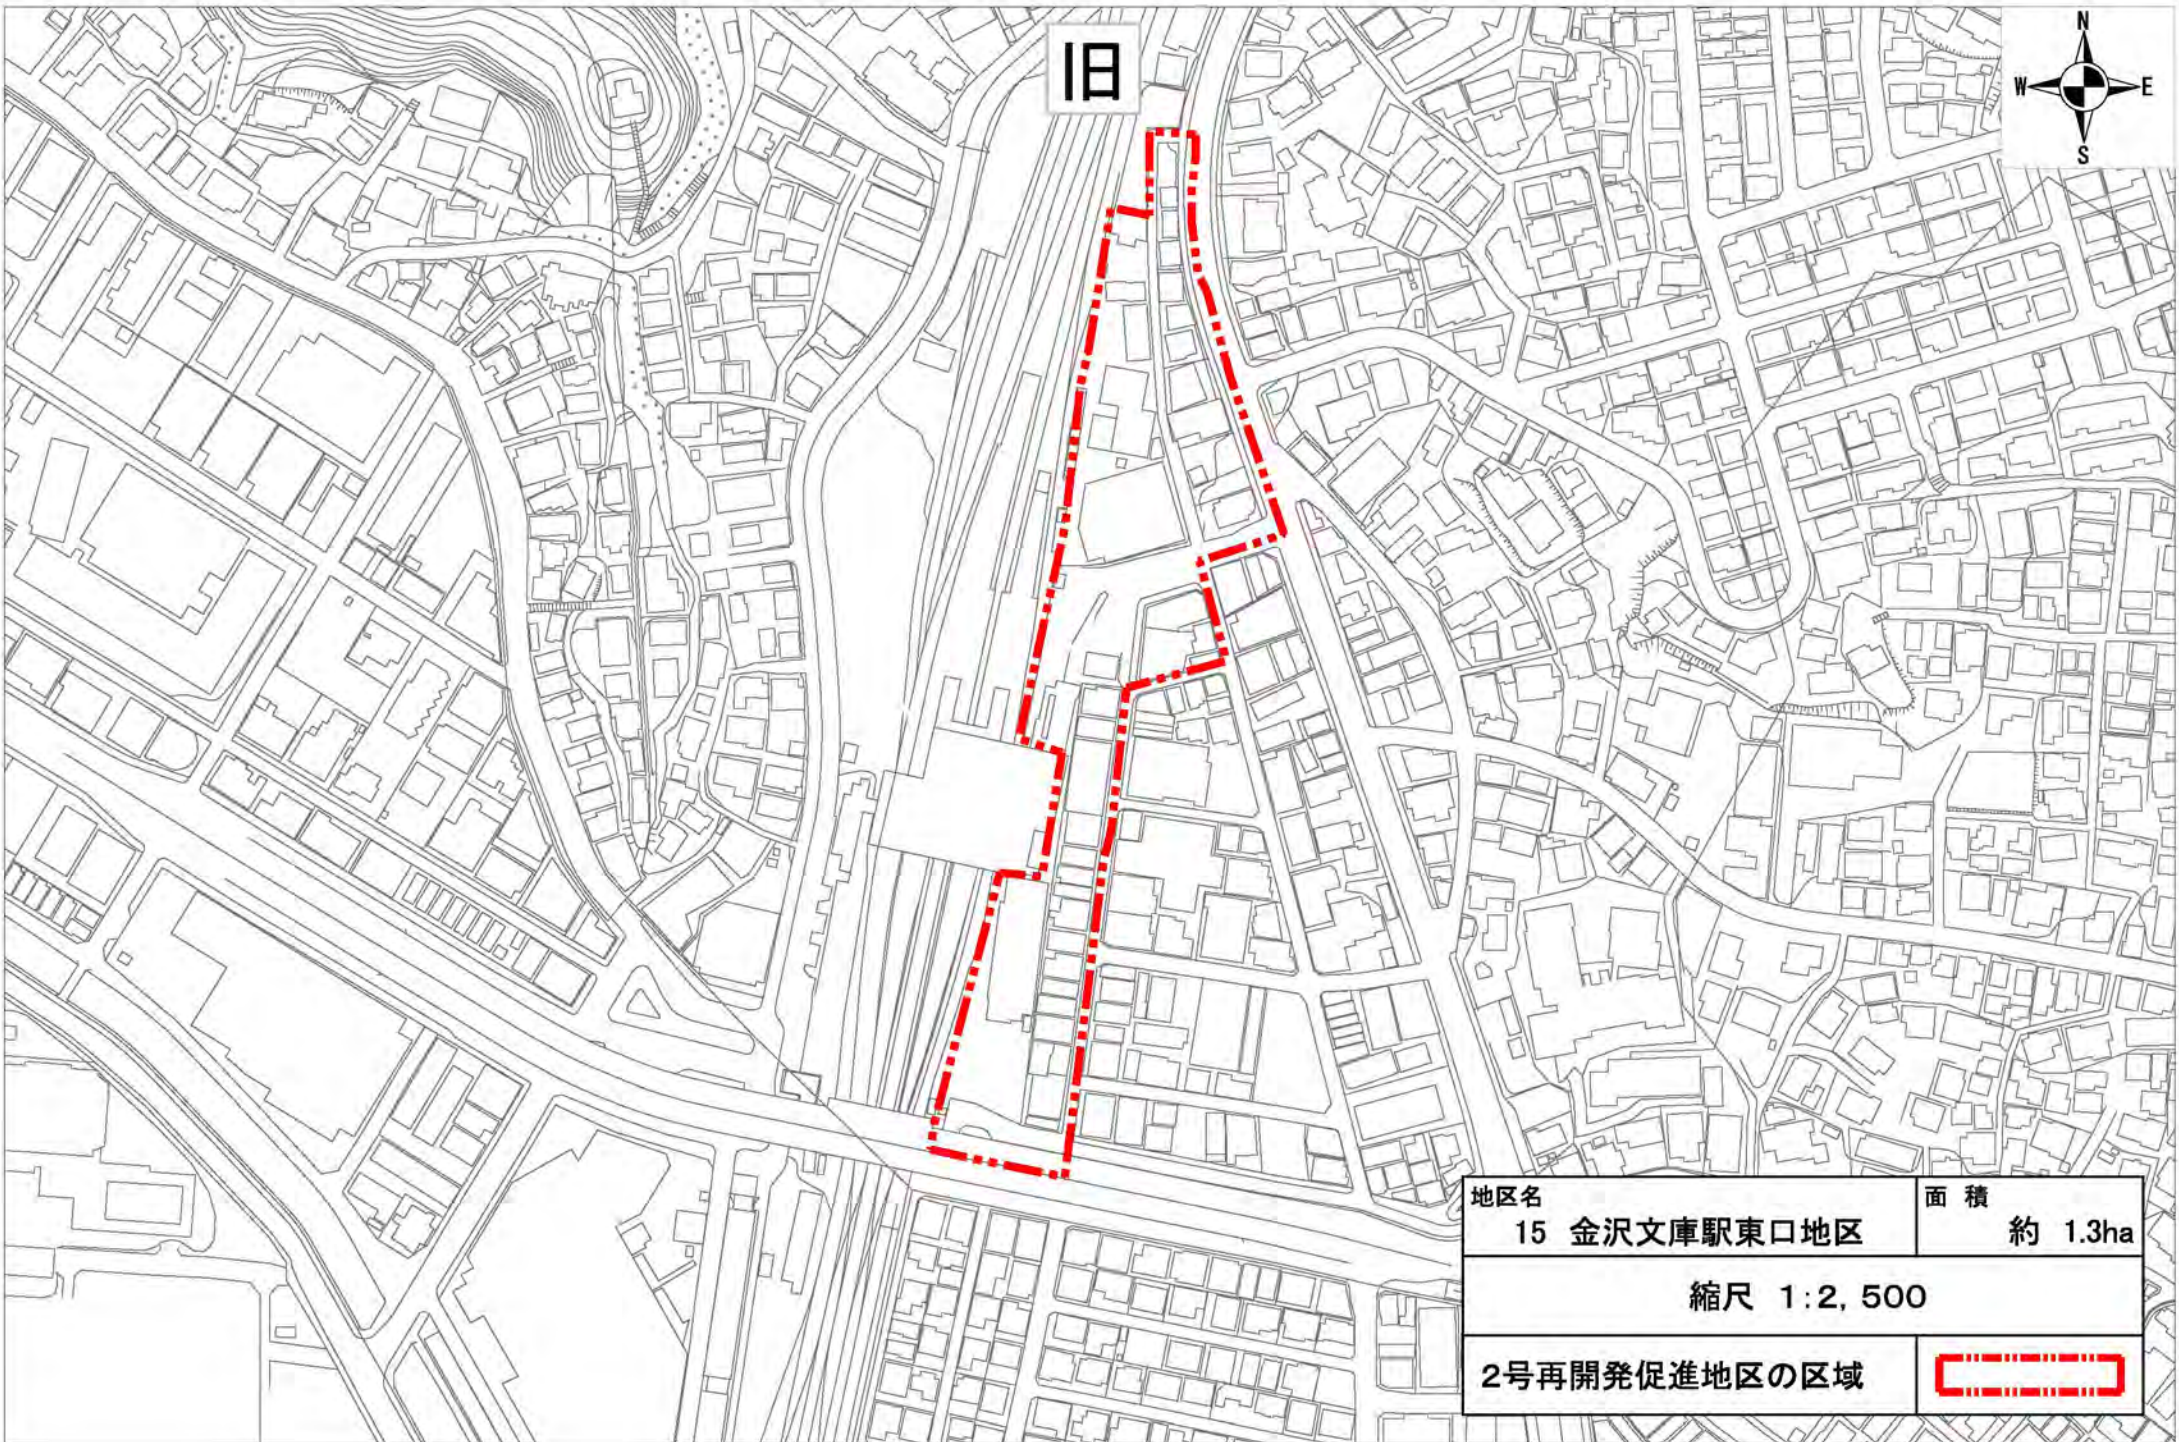 旧
N
W E
S
地区名
15 金沢文庫駅東口地区
面 積
約 1.3ha
縮尺 1:2,500
2号再開発促進地区の区域